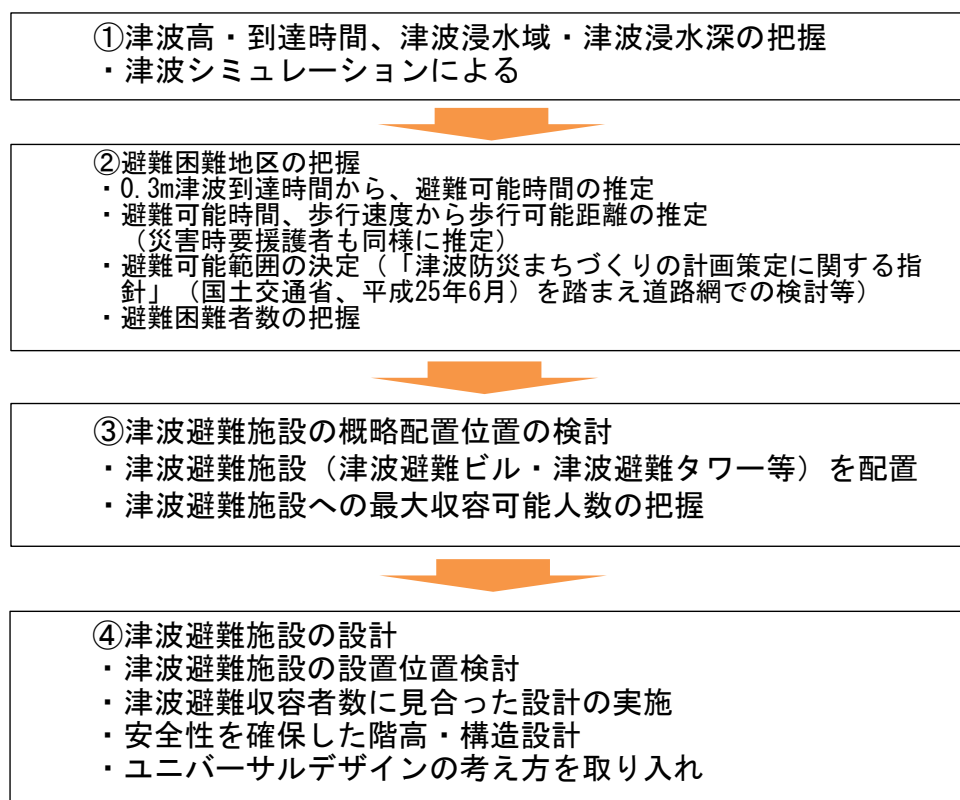 ①津波高・到達時間、津波浸水域・津波浸水深の把握
・津波シミュレーションによる
②避難困難地区の把握
・0.3m津波到達時間から、避難可能時間の推定
・避難可能時間、歩行速度から歩行可能距離の推定
（災害時要援護者も同様に推定）
・避難可能範囲の決定（「津波防災まちづくりの計画策定に関する指
針」（国土交通省、平成25年6月）を踏まえ道路網での検討等）
・避難困難者数の把握
③津波避難施設の概略配置位置の検討
・津波避難施設（津波避難ビル・津波避難タワー等）を配置
・津波避難施設への最大収容可能人数の把握
④津波避難施設の設計
・津波避難施設の設置位置検討
・津波避難収容者数に見合った設計の実施
・安全性を確保した階高・構造設計
・ユニバーサルデザインの考え方を取り入れ